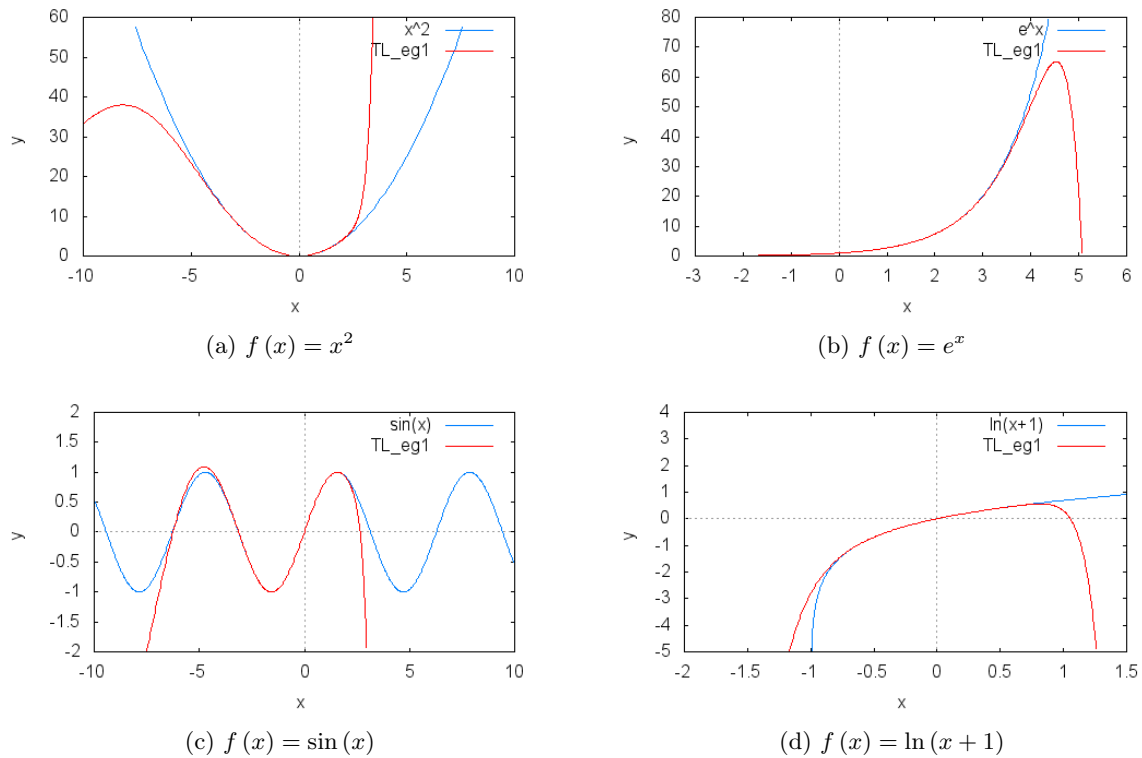 60
50
40
30
20
10
0
y
-10 -5 0 5 10
x
x^2
TL_eg1
(a) f (x) = x²
80
70
60
50
40
30
20
10
0
y
-3 -2 -1 0 1 2 3 4 5 6
x
e^x
TL_eg1
(b) f (x) = eˣ
2
1.5
1
0.5
0
-0.5
-1
-1.5
-2
y
-10 -5 0 5 10
x
sin(x)
TL_eg1
(c) f (x) = sin (x)
4
3
2
1
0
-1
-2
-3
-4
-5
y
-2 -1.5 -1 -0.5 0 0.5 1 1.5
x
ln(x+1)
TL_eg1
(d) f (x) = ln (x + 1)